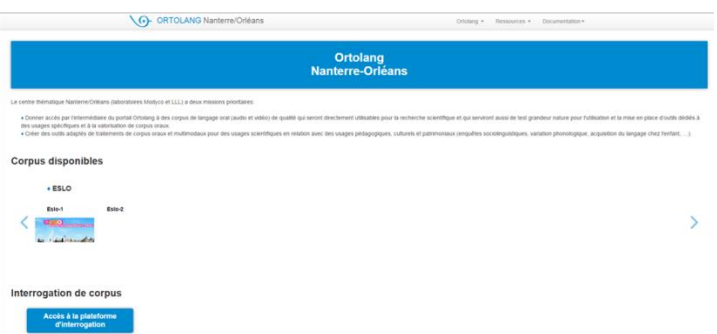 ORTOLANG Nanterre/Orléans
Ortolang
Ressources
Documentation
Ortolang
Nanterre-Orléans
Le centre thématique Nanterre/Orléans (laboratoires Modyco et LLL) a deux missions prioritaires:
Donner accès par l'intermédiaire du portail Ortolang à des corpus de langage oral (audio et vidéo) de qualité qui seront directement utilisables pour la recherche scientifique et qui serviront aussi de test grandeur nature pour l'utilisation et la mise en place d'outils dédiés à
des usages spécifiques et à la valorisation de corpus oraux.
Créer des outils adaptés de traitements de corpus oraux et multimodaux pour des usages scientifiques en relation avec des usages pédagogiques, culturels et patrimoniaux (enquêtes sociolinguistiques, variation phonologique, acquisition du langage chez l'enfant, ...).
Corpus disponibles
ESLO
Eslo-1
Eslo-2
Interrogation de corpus
Accès à la plateforme
d'interrogation